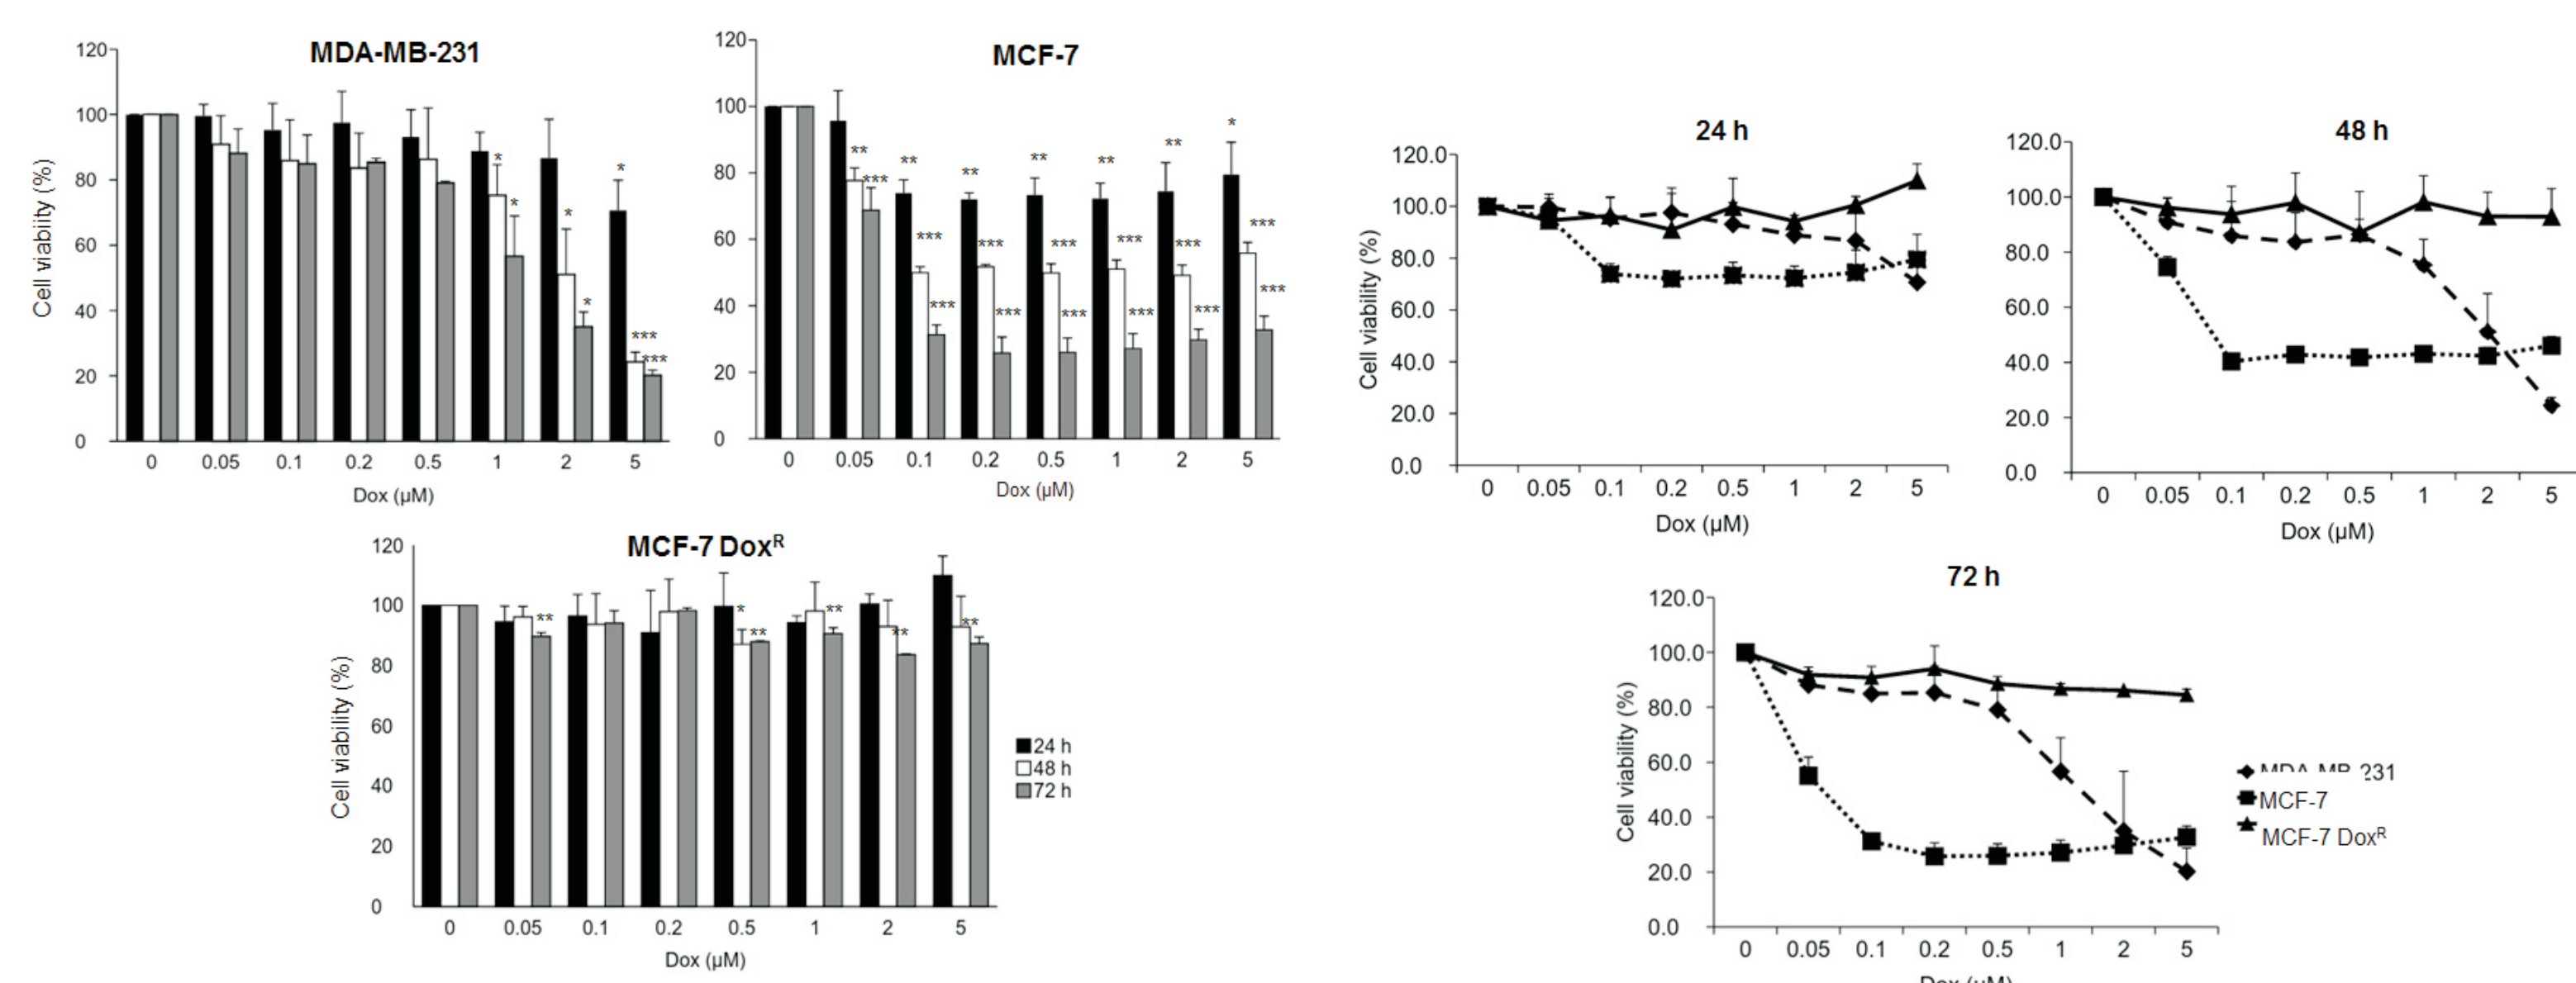 MDA-MB-231
120
100
80
60
40
20
0
Cell viability (%)
* * * * * *** ***
0 0.05 0.1 0.2 0.5 1 2 5
Dox (µM)
MCF-7
120
100
80
60
40
20
0
** *** ** *** *** ** *** *** ** *** *** ** *** *** ** *** *** * *** ***
0 0.05 0.1 0.2 0.5 1 2 5
Dox (µM)
MCF-7 DoxR
120
100
80
60
40
20
0
Cell viability (%)
** * ** ** ** **
0 0.05 0.1 0.2 0.5 1 2 5
Dox (µM)
24 h
48 h
72 h
24 h
120.0
100.0
80.0
60.0
40.0
20.0
0.0
Cell viability (%)
0 0.05 0.1 0.2 0.5 1 2 5
Dox (µM)
48 h
120.0
100.0
80.0
60.0
40.0
20.0
0.0
0 0.05 0.1 0.2 0.5 1 2 5
Dox (µM)
72 h
120.0
100.0
80.0
60.0
40.0
20.0
0.0
Cell viability (%)
0 0.05 0.1 0.2 0.5 1 2 5
Dox (µM)
MDA-MB-231
MCF-7
MCF-7 DoxR